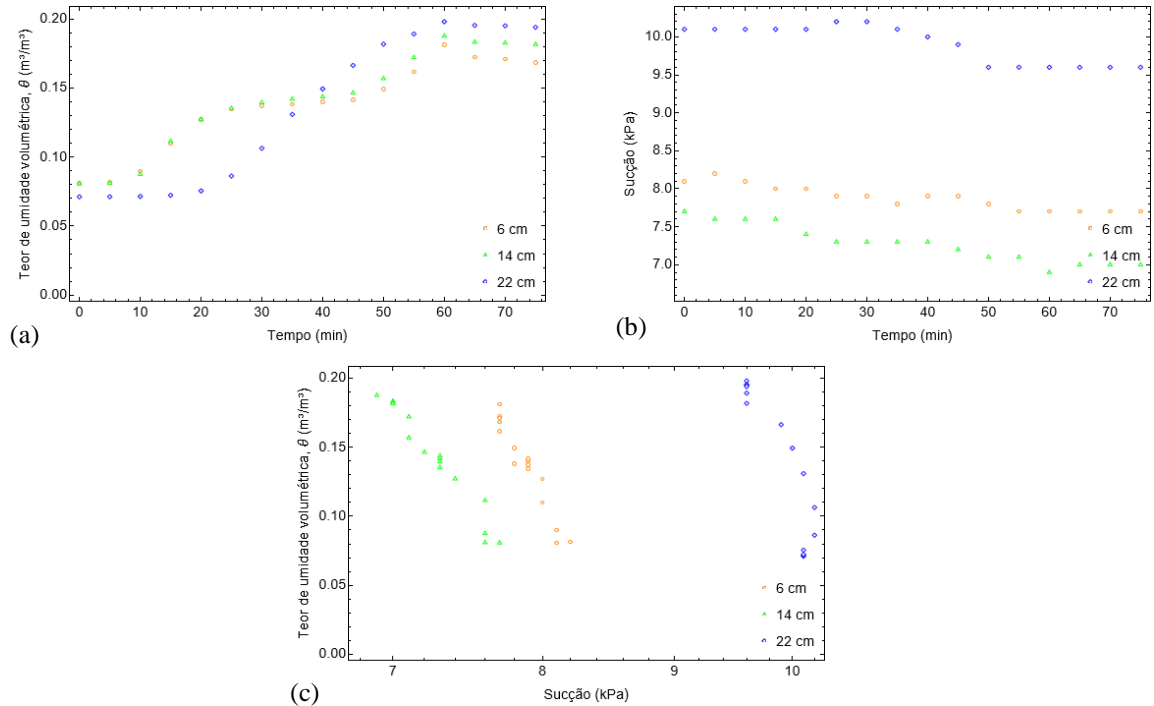 Teor de umidade volumétrica, θ (m³/m³)
0.20
0.15
0.10
0.05
0.00
6 cm
14 cm
22 cm
0 10 20 30 40 50 60 70
Tempo (min)
(a)
Sucção (kPa)
10.0
9.5
9.0
8.5
8.0
7.5
7.0
6 cm
14 cm
22 cm
0 10 20 30 40 50 60 70
Tempo (min)
(b)
Teor de umidade volumétrica, θ (m³/m³)
0.20
0.15
0.10
0.05
0.00
6 cm
14 cm
22 cm
7 8 9 10
Sucção (kPa)
(c)